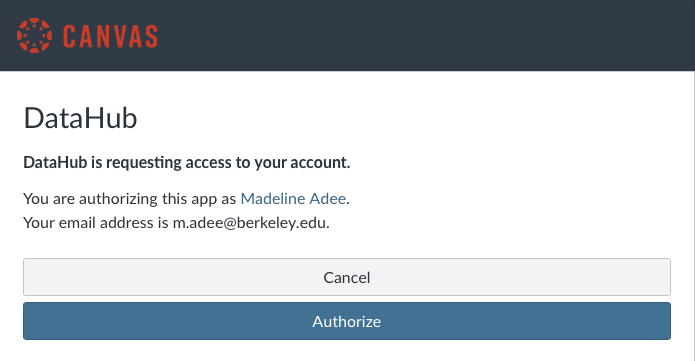 CANVAS
DataHub
DataHub is requesting access to your account.
You are authorizing this app as Madeline Adee.
Your email address is m.adee@berkeley.edu.
Cancel
Authorize